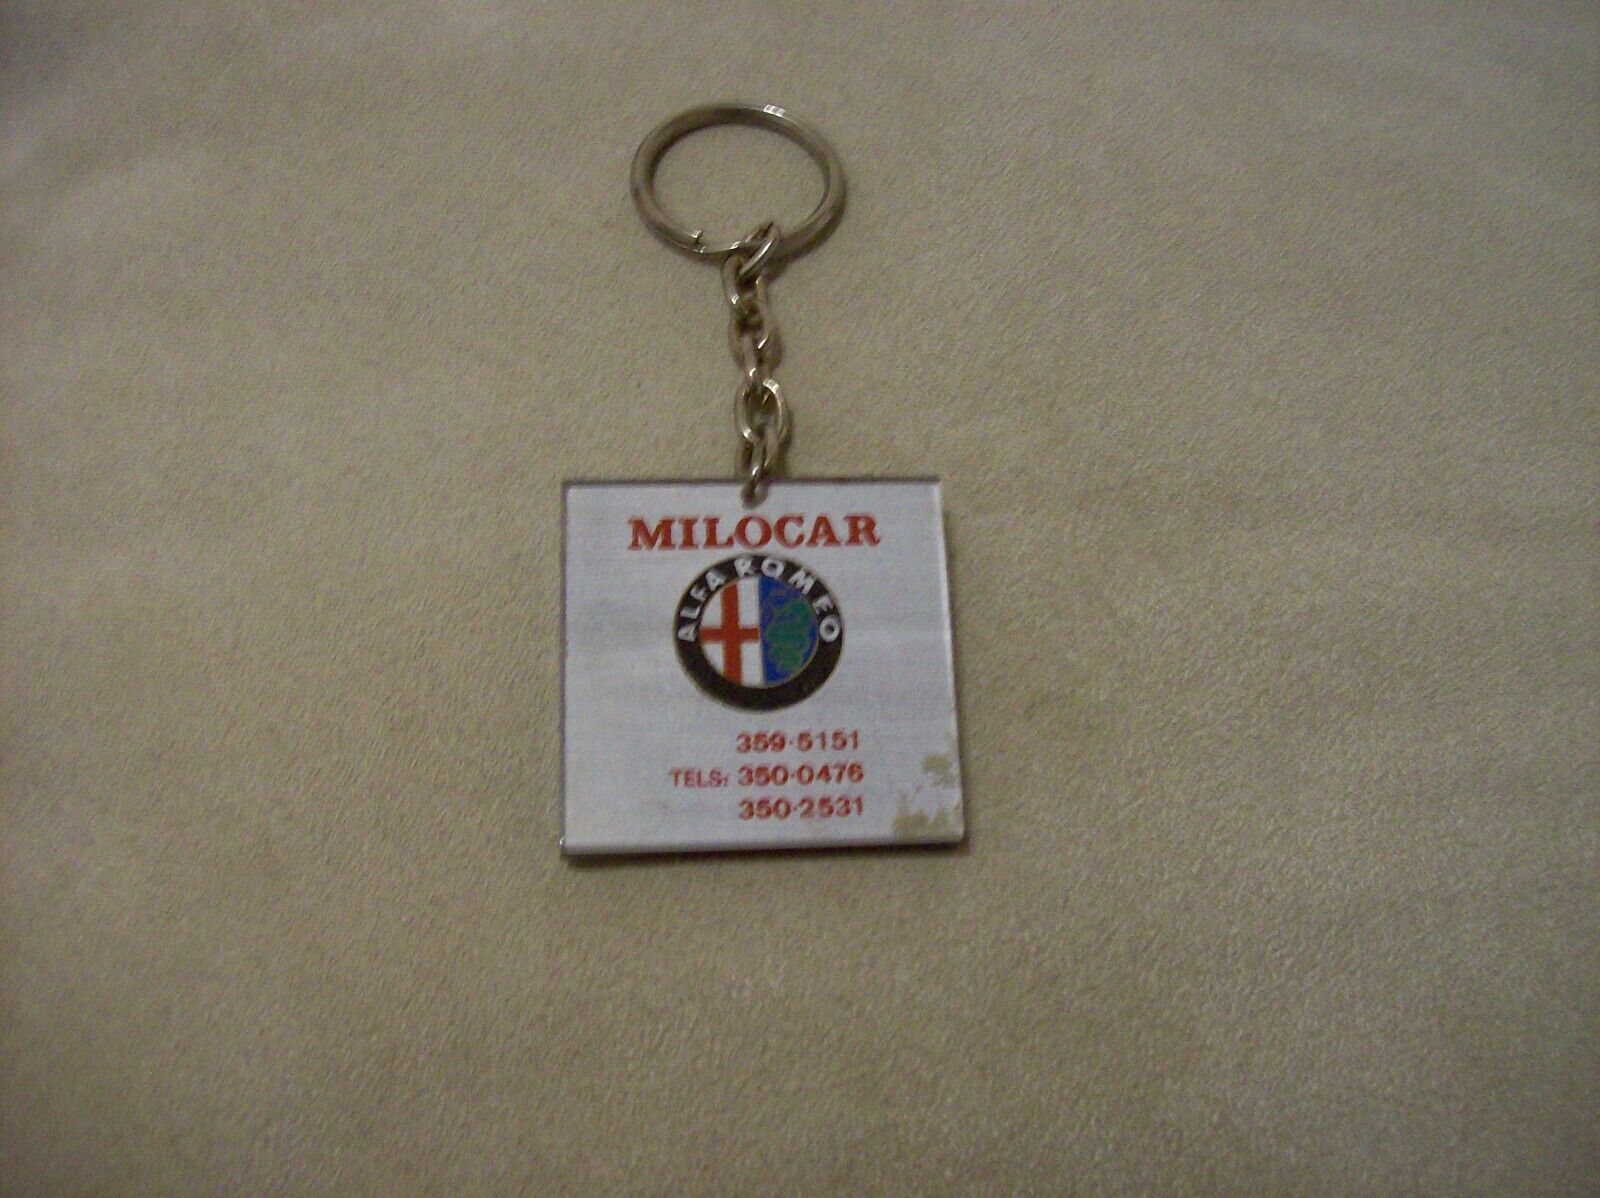 MILOCAR
ALFA ROMEO
359-5151
TELS: 350-0476
350-2531